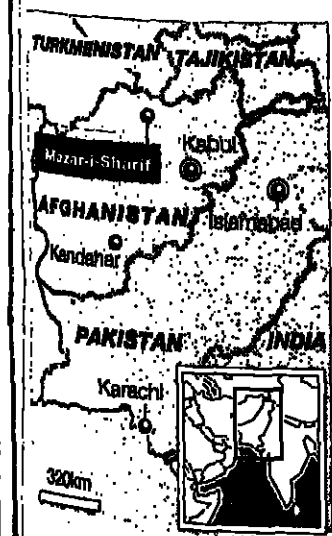 TURKMENISTAN
TAJIKISTAN
Mazar-i-Sharif
Kabul
AFGHANISTAN
Islamabad
Kandahar
PAKISTAN
INDIA
Karachi
320km